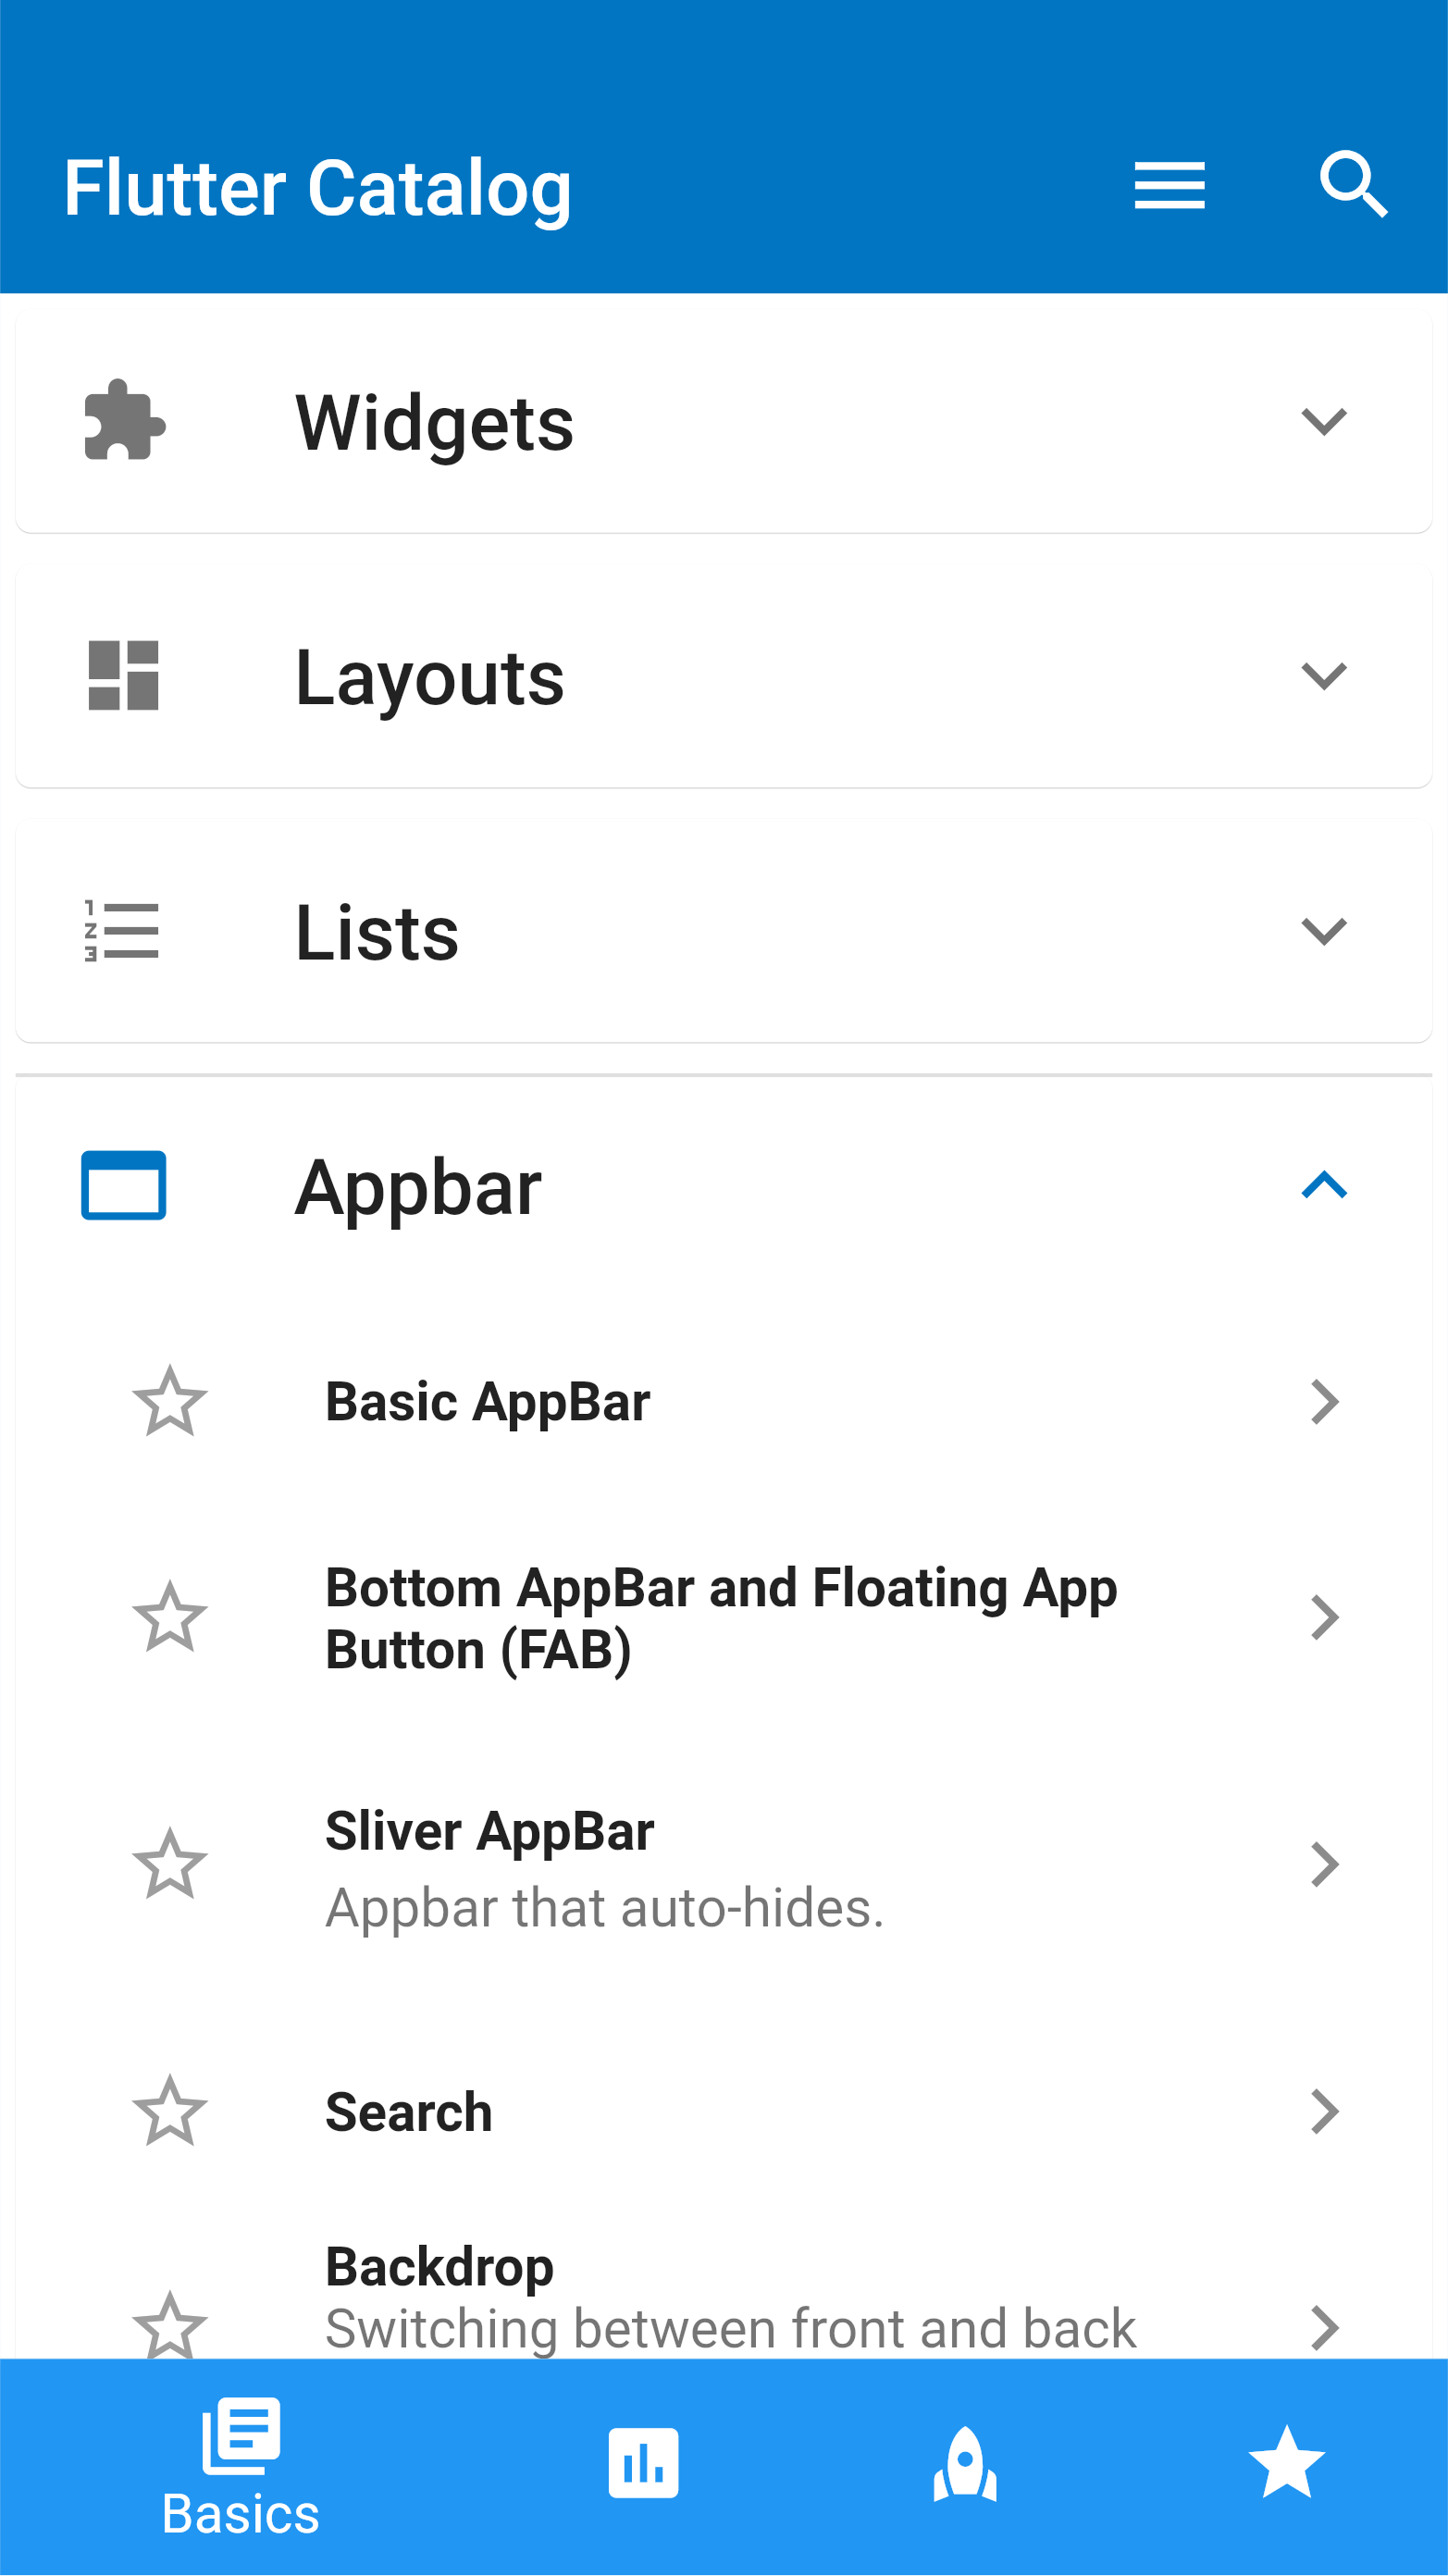 Flutter Catalog
Widgets
Layouts
Lists
Appbar
Basic AppBar
Bottom AppBar and Floating App
Button (FAB)
Sliver AppBar
Appbar that auto-hides.
Search
Backdrop
Switching between front and back
Basics